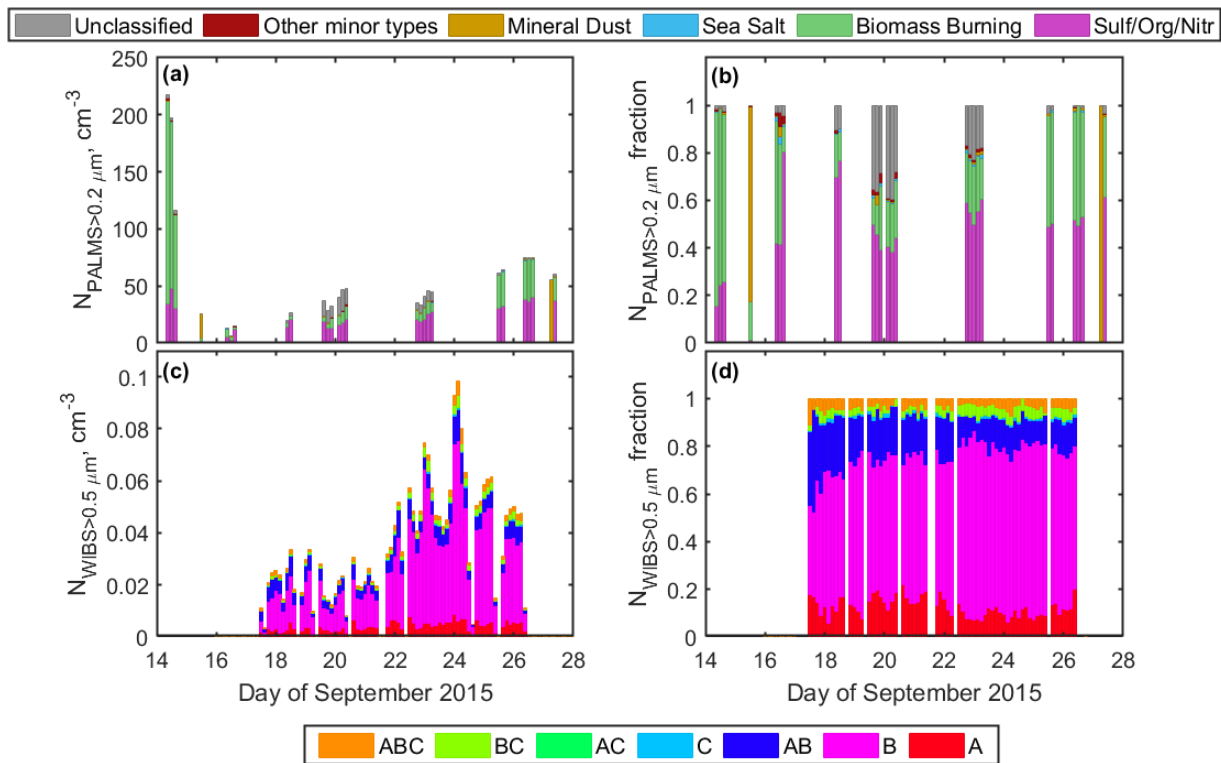 Unclassified Other minor types Mineral Dust Sea Salt Biomass Burning Sulf/Org/Nitr
(a)
250
200
150
100
50
0
N_PALMS>0.2 μm, cm⁻³
(b)
1
0.8
0.6
0.4
0.2
0
N_PALMS>0.2 μm fraction
(c)
0.1
0.08
0.06
0.04
0.02
0
N_WIBS>0.5 μm, cm⁻³
14 16 18 20 22 24 26 28
Day of September 2015
(d)
1
0.8
0.6
0.4
0.2
0
N_WIBS>0.5 μm fraction
14 16 18 20 22 24 26 28
Day of September 2015
ABC BC AC C AB B A